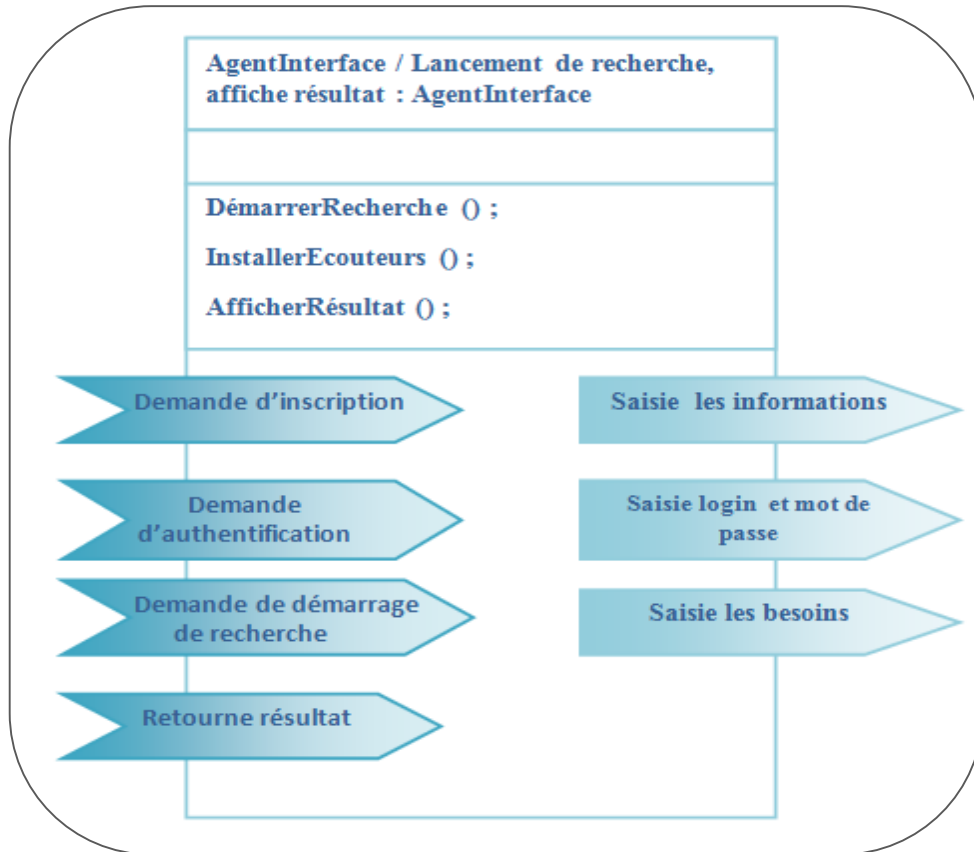 AgentInterface / Lancement de recherche,
affiche résultat : AgentInterface
DémarrerRecherche () ;
InstallerEcouteurs () ;
AfficherRésultat () ;
Demande d’inscription
Saisie les informations
Demande
d’authentification
Saisie login et mot de
passe
Demande de démarrage
de recherche
Saisie les besoins
Retourne résultat